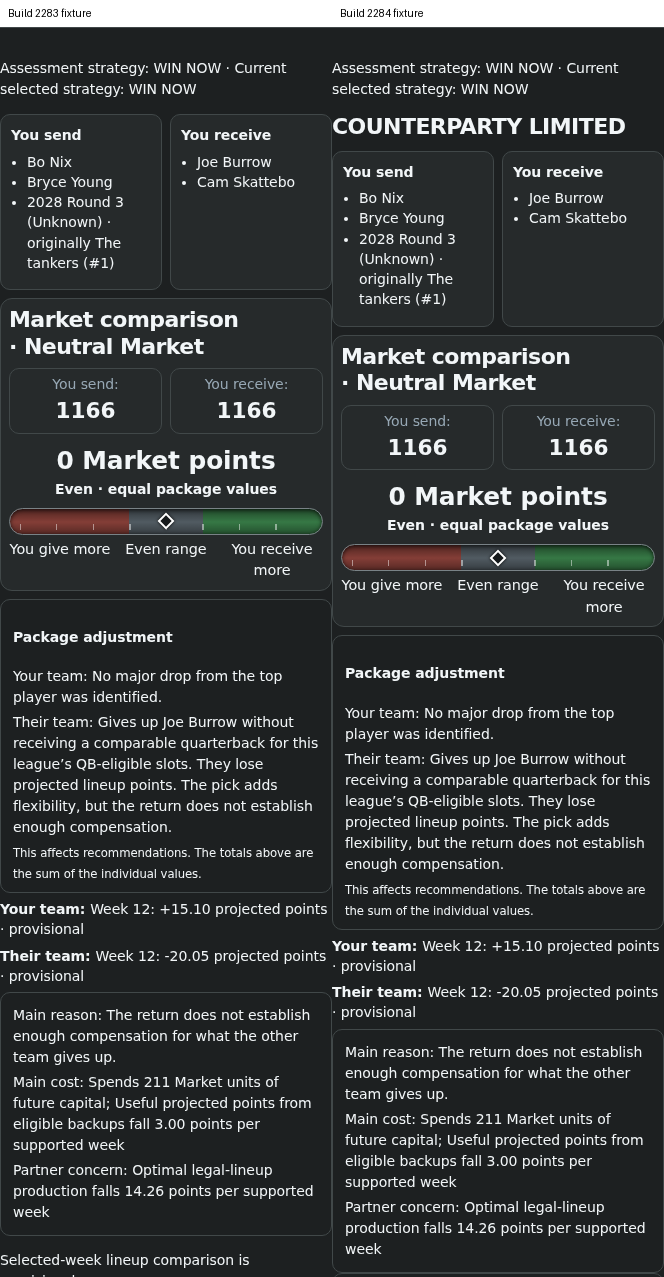 Build 2283 fixture
Assessment strategy: WIN NOW · Current
selected strategy: WIN NOW
You send
• Bo Nix
• Bryce Young
• 2028 Round 3
(Unknown) ·
originally The
tankers (#1)
You receive
• Joe Burrow
• Cam Skattebo
Market comparison
· Neutral Market
You send:
1166
You receive:
1166
0 Market points
Even · equal package values
You give more
Even range
You receive
more
Package adjustment
Your team: No major drop from the top
player was identified.
Their team: Gives up Joe Burrow without
receiving a comparable quarterback for this
league’s QB-eligible slots. They lose
projected lineup points. The pick adds
flexibility, but the return does not establish
enough compensation.
This affects recommendations. The totals above are
the sum of the individual values.
Your team: Week 12: +15.10 projected points
· provisional
Their team: Week 12: -20.05 projected points
· provisional
Main reason: The return does not establish
enough compensation for what the other
team gives up.
Main cost: Spends 211 Market units of
future capital; Useful projected points from
eligible backups fall 3.00 points per
supported week
Partner concern: Optimal legal-lineup
production falls 14.26 points per supported
week
Selected-week lineup comparison is
Build 2284 fixture
Assessment strategy: WIN NOW · Current
selected strategy: WIN NOW
COUNTERPARTY LIMITED
You send
• Bo Nix
• Bryce Young
• 2028 Round 3
(Unknown) ·
originally The
tankers (#1)
You receive
• Joe Burrow
• Cam Skattebo
Market comparison
· Neutral Market
You send:
1166
You receive:
1166
0 Market points
Even · equal package values
You give more
Even range
You receive
more
Package adjustment
Your team: No major drop from the top
player was identified.
Their team: Gives up Joe Burrow without
receiving a comparable quarterback for this
league’s QB-eligible slots. They lose
projected lineup points. The pick adds
flexibility, but the return does not establish
enough compensation.
This affects recommendations. The totals above are
the sum of the individual values.
Your team: Week 12: +15.10 projected points
· provisional
Their team: Week 12: -20.05 projected points
· provisional
Main reason: The return does not establish
enough compensation for what the other
team gives up.
Main cost: Spends 211 Market units of
future capital; Useful projected points from
eligible backups fall 3.00 points per
supported week
Partner concern: Optimal legal-lineup
production falls 14.26 points per supported
week